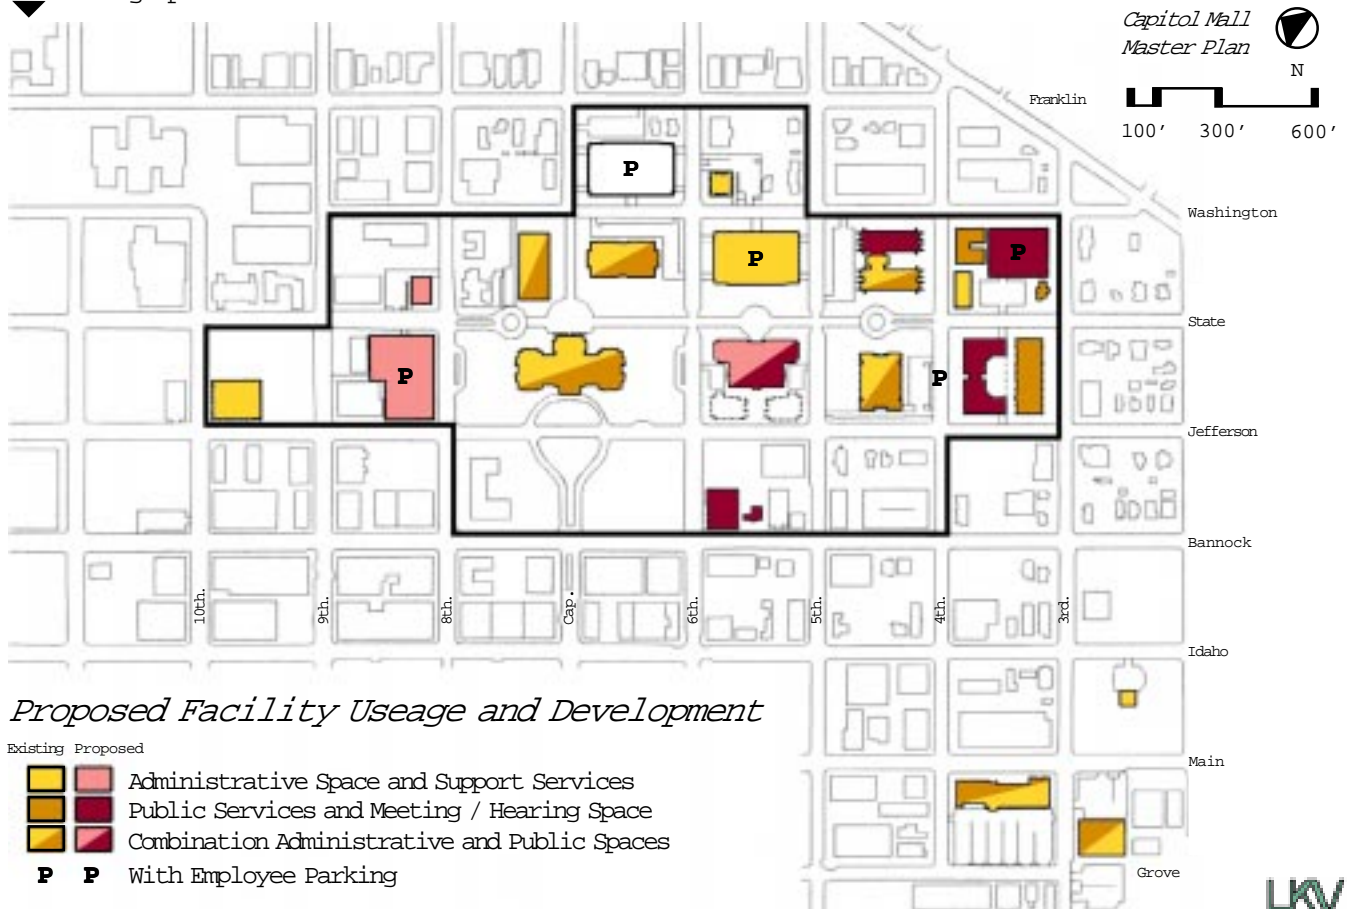 Capitol Mall
Master Plan
N
100' 300' 600'
Franklin
P
Washington
P
P
State
P
P
Jefferson
Bannock
10th.
9th.
8th.
Cap.
6th.
5th.
4th.
3rd.
Idaho
Proposed Facility Useage and Development
Existing Proposed
Administrative Space and Support Services
Public Services and Meeting / Hearing Space
Combination Administrative and Public Spaces
P P With Employee Parking
Main
Grove
LKV